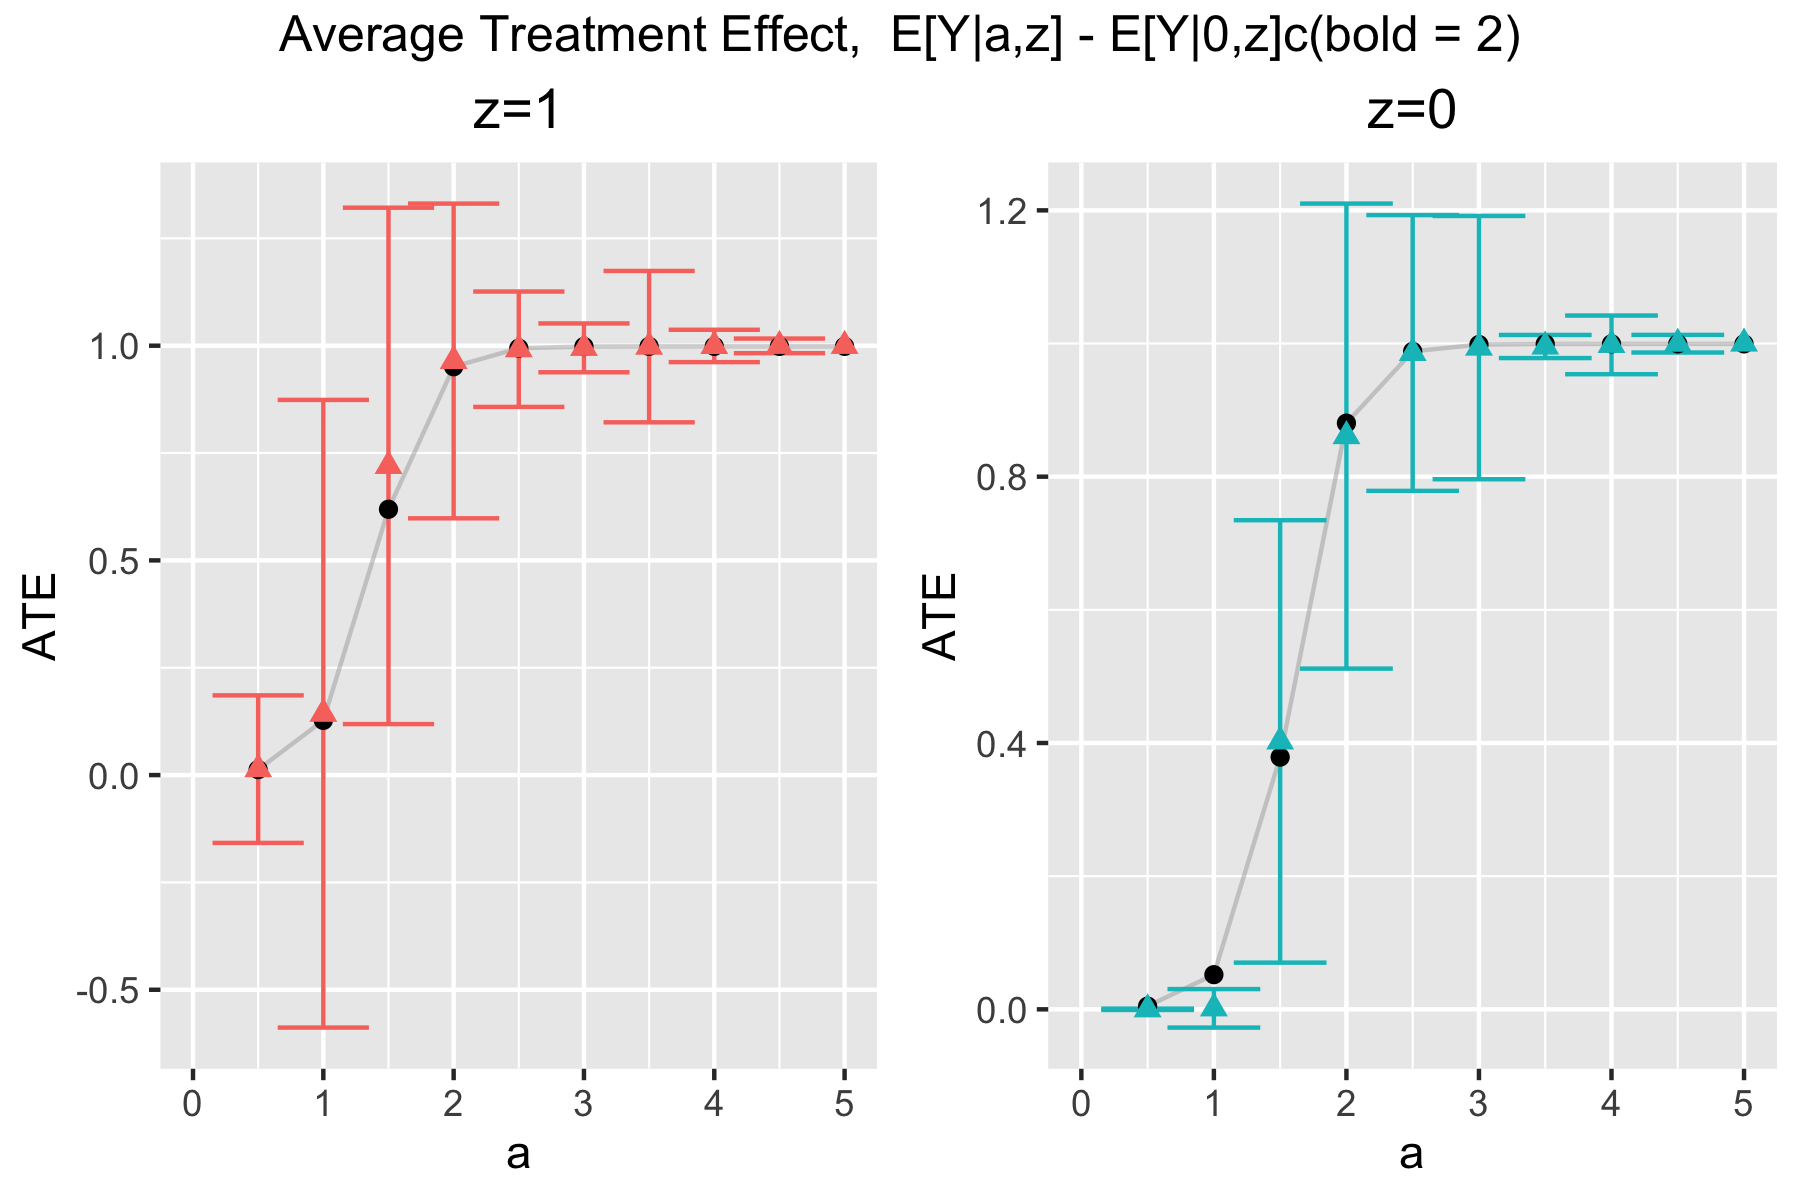 Average Treatment Effect,  E[Y|a,z] - E[Y|0,z]c(bold = 2)
z=1
1.0
0.5
0.0
-0.5
ATE
0 1 2 3 4 5
a
z=0
1.2
0.8
0.4
0.0
ATE
0 1 2 3 4 5
a